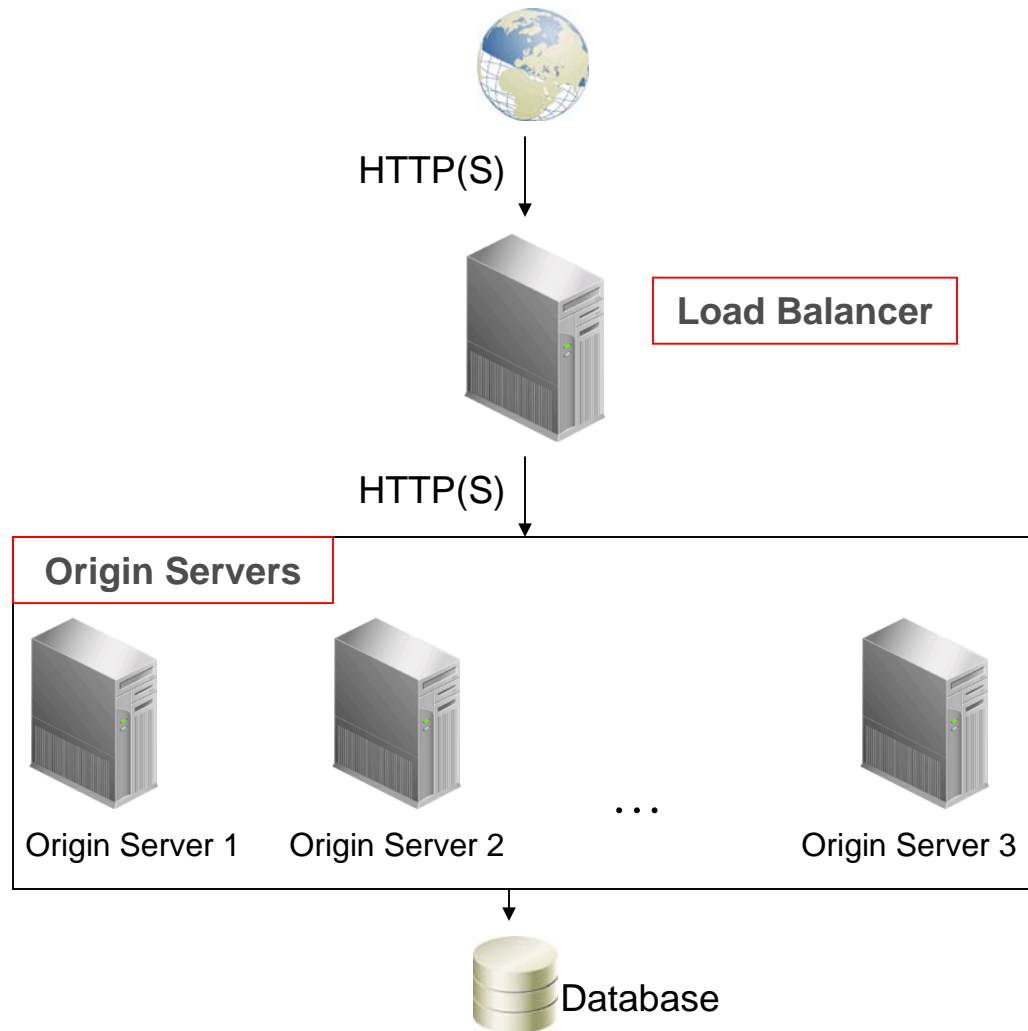 HTTP(S)
Load Balancer
HTTP(S)
Origin Servers
...
Origin Server 1
Origin Server 2
Origin Server 3
Database